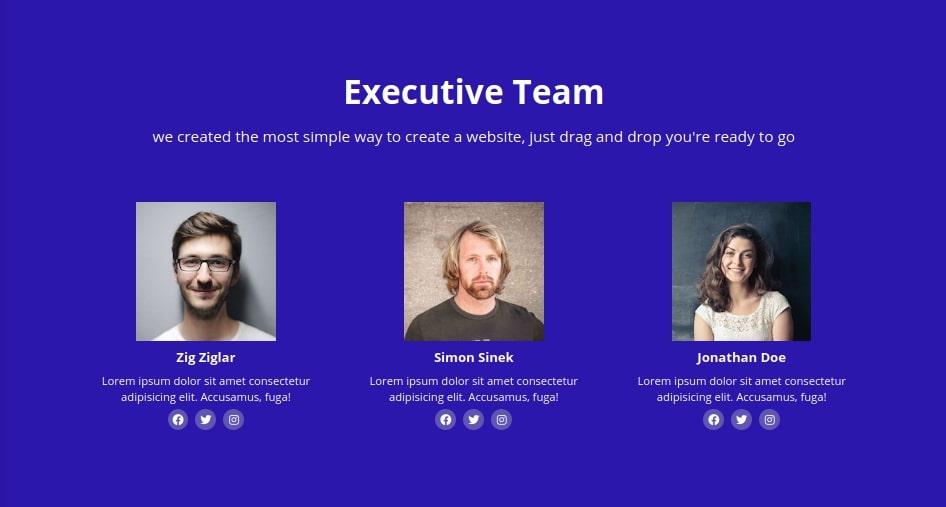 Executive Team
we created the most simple way to create a website, just drag and drop you're ready to go
Zig Ziglar
Simon Sinek
Jonathan Doe
Lorem ipsum dolor sit amet consectetur
adipisicing elit. Accusamus, fuga!
Lorem ipsum dolor sit amet consectetur
adipisicing elit. Accusamus, fuga!
Lorem ipsum dolor sit amet consectetur
adipisicing elit. Accusamus, fuga!